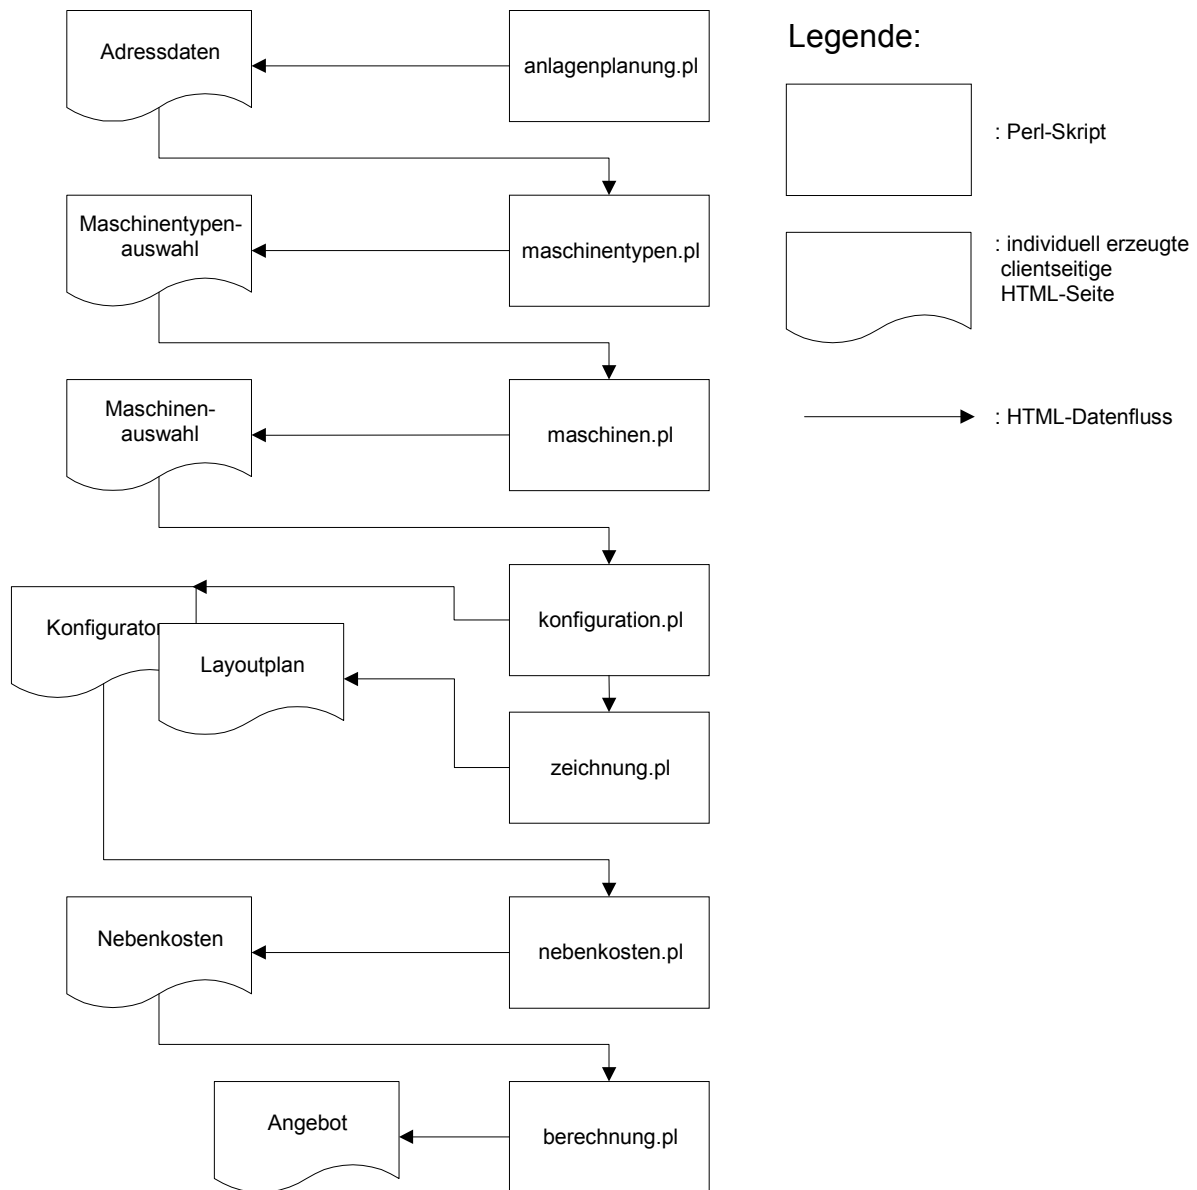 Adressdaten
anlagenplanung.pl
Legende:
: Perl-Skript
Maschinentypen-
auswahl
maschinentypen.pl
: individuell erzeugte
clientseitige
HTML-Seite
Maschinen-
auswahl
maschinen.pl
: HTML-Datenfluss
Konfigurator
konfiguration.pl
Layoutplan
zeichnung.pl
Nebenkosten
nebenkosten.pl
Angebot
berechnung.pl